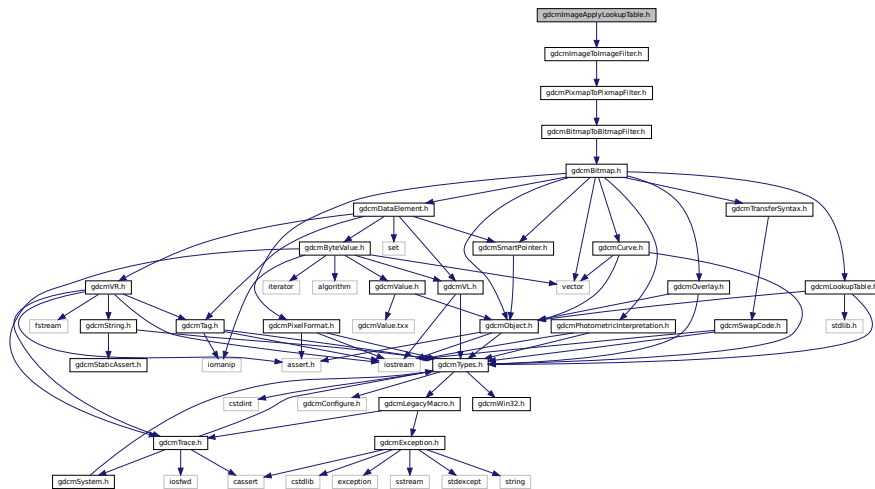 gdcmImageApplyLookupTable.h
gdcmImageToImageFilter.h
gdcmPixmapToPixmapFilter.h
gdcmBitmapToBitmapFilter.h
gdcmBitmap.h
gdcmDataElement.h
gdcmTransferSyntax.h
gdcmByteValue.h
set
gdcmSmartPointer.h
gdcmCurve.h
gdcmVR.h
iterator
algorithm
gdcmValue.h
gdcmVL.h
vector
gdcmOverlay.h
gdcmLookupTable.h
fstream
gdcmString.h
gdcmTag.h
gdcmPixelFormat.h
gdcmValue.txx
gdcmObject.h
gdcmPhotometricInterpretation.h
gdcmSwapCode.h
stdlib.h
gdcmStaticAssert.h
iomanip
assert.h
iostream
gdcmTypes.h
cstdint
gdcmConfigure.h
gdcmLegacyMacro.h
gdcmWin32.h
gdcmTrace.h
gdcmException.h
gdcmSystem.h
iosfwd
cassert
cstdlib
exception
sstream
stdexcept
string